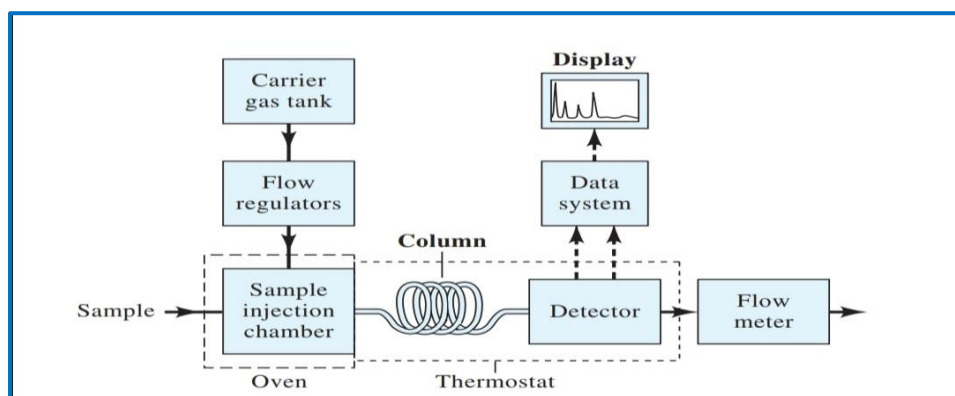 Carrier
gas tank
Display
Flow
regulators
Data
system
Column
Sample
Sample
injection
chamber
Detector
Flow
meter
Oven
Thermostat